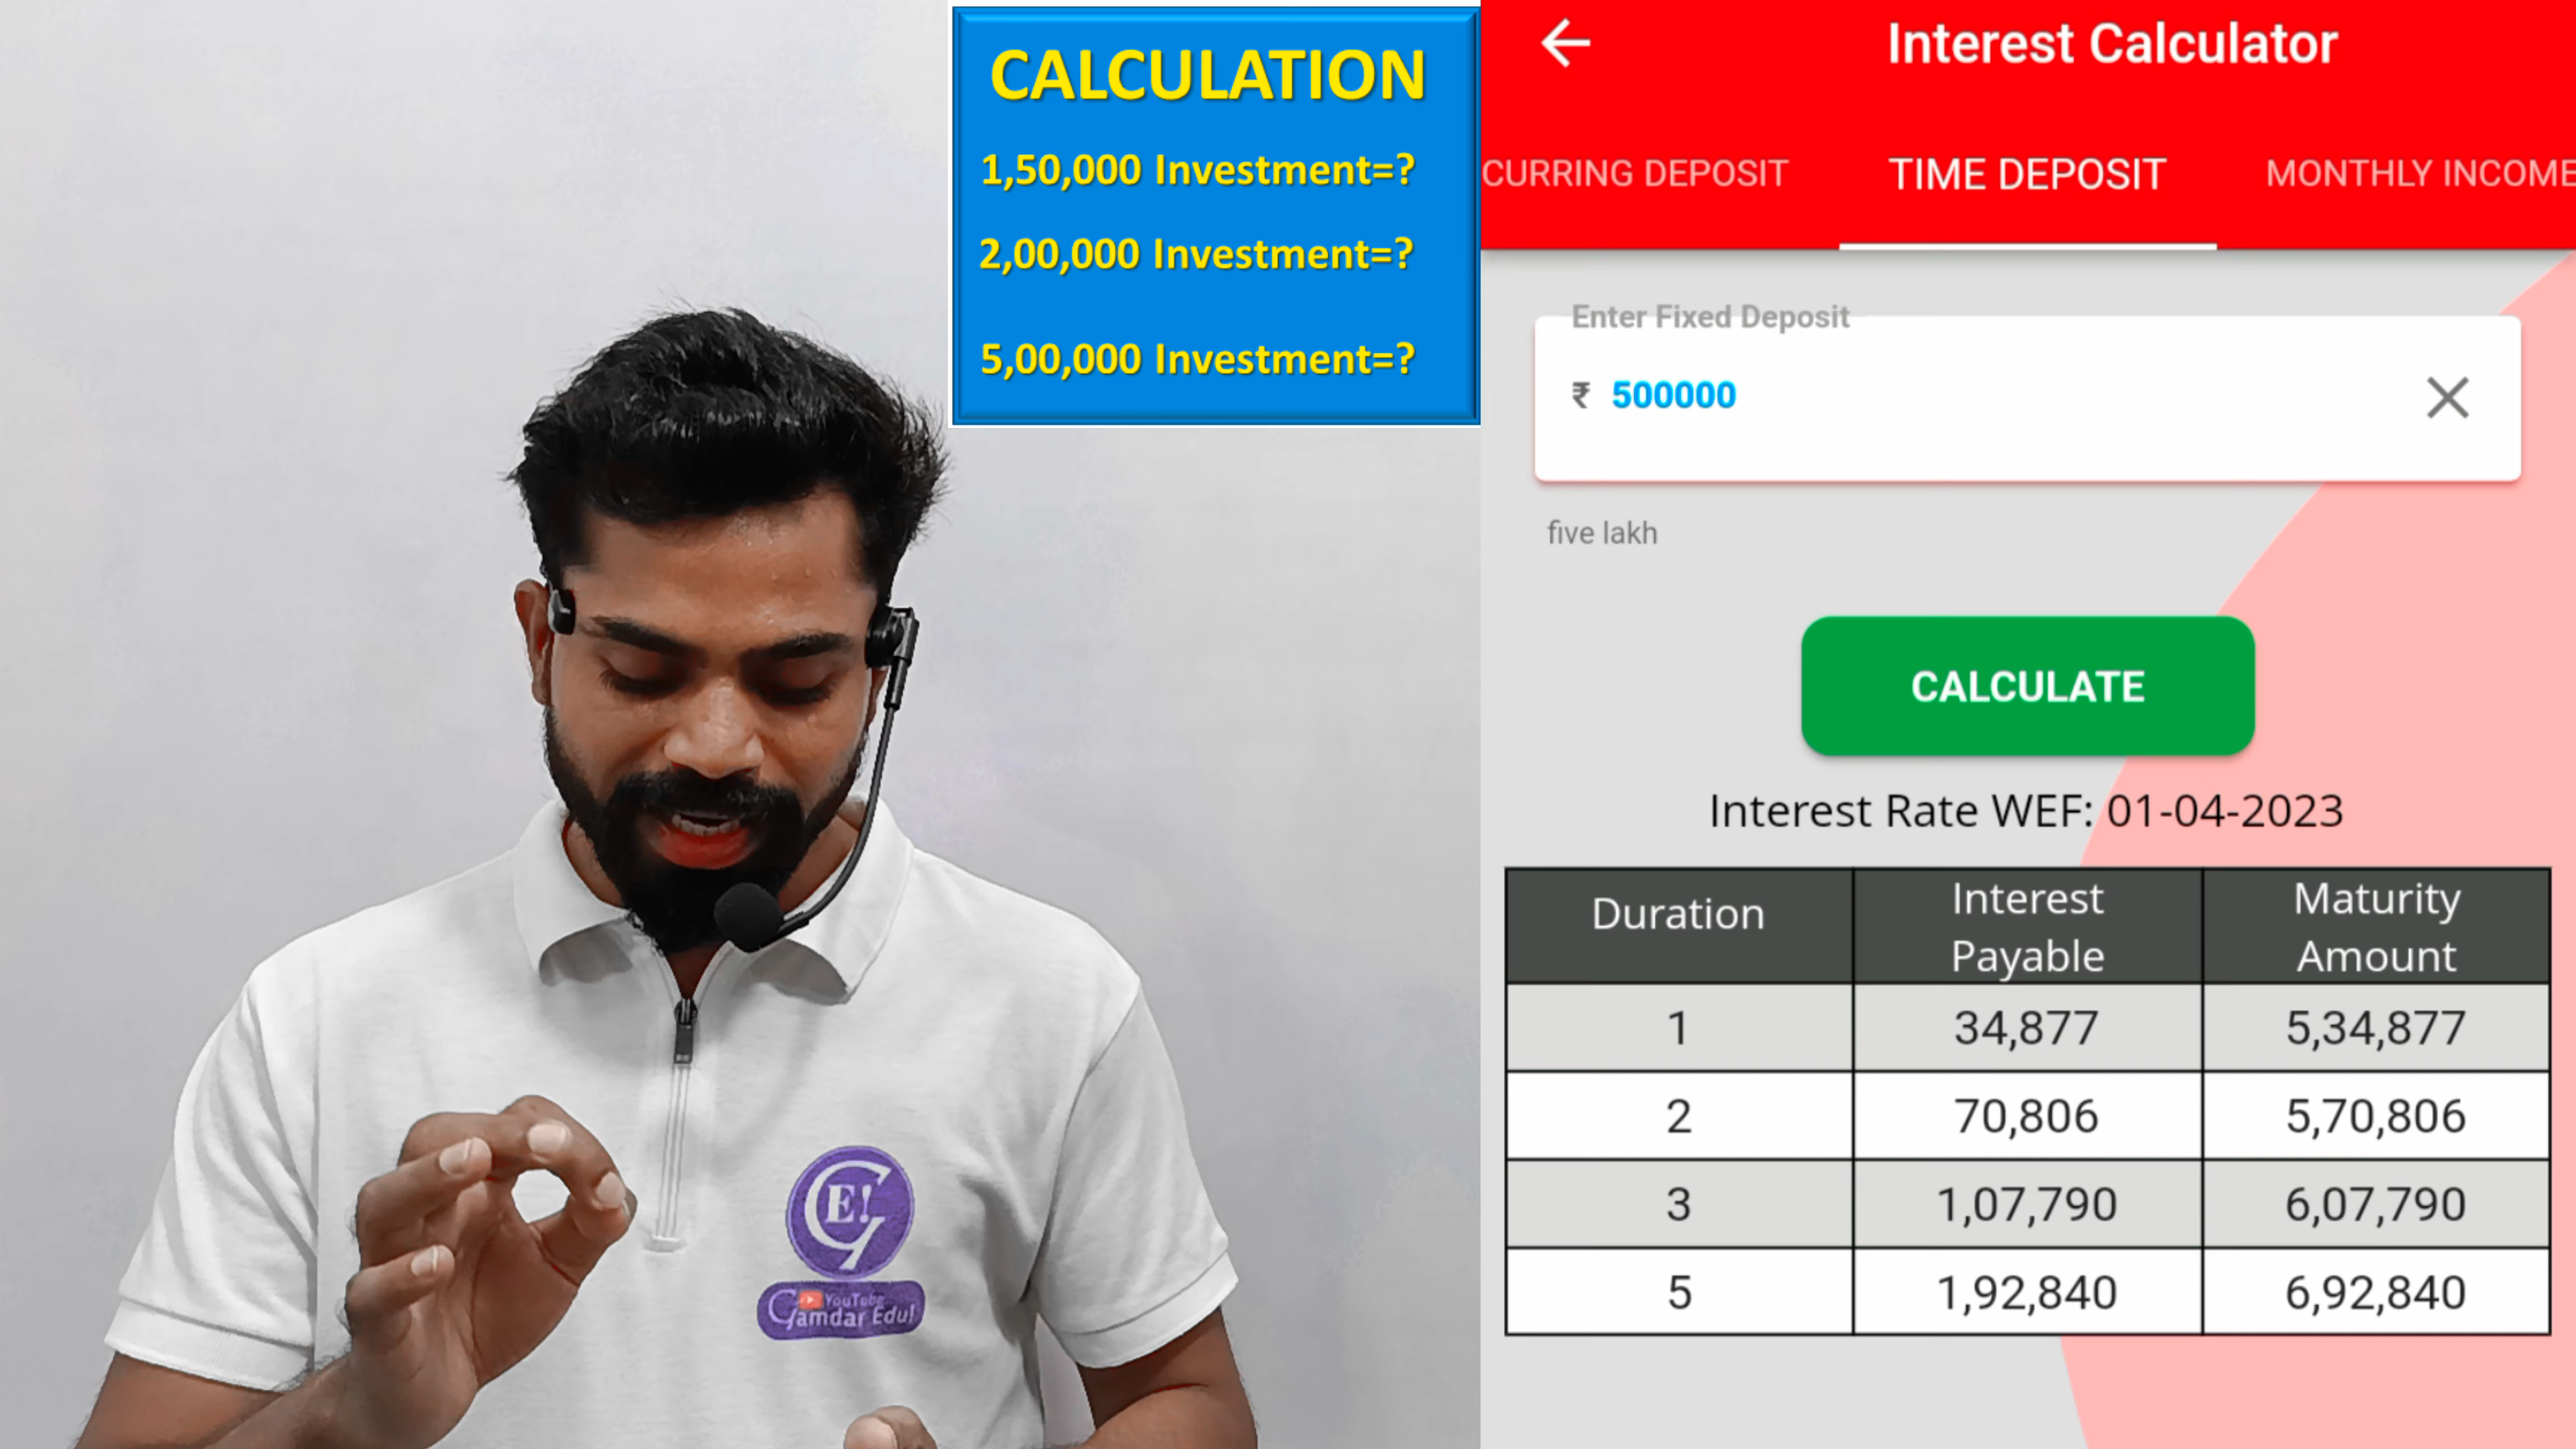 CALCULATION
1,50,000 Investment=?
2,00,000 Investment=?
5,00,000 Investment=?
Interest Calculator
CURRING DEPOSIT TIME DEPOSIT MONTHLY INCOME
Enter Fixed Deposit
₹ 500000
five lakh
CALCULATE
Interest Rate WEF: 01-04-2023
Duration Interest Payable Maturity Amount
1 34,877 5,34,877
2 70,806 5,70,806
3 1,07,790 6,07,790
5 1,92,840 6,92,840
E!
YouTube
Gamdar Edu!